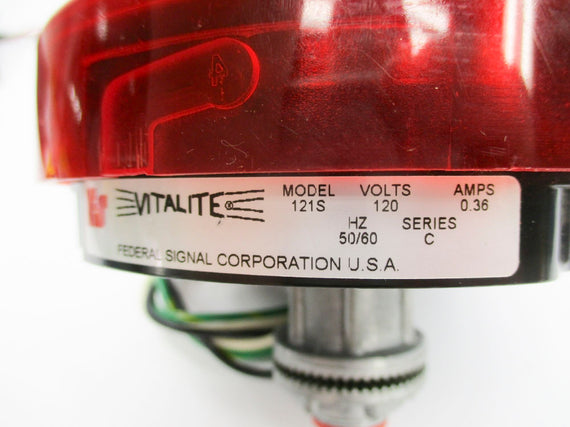 VITALITE®
MODEL VOLTS AMPS
121S 120 0.36
HZ SERIES
50/60 C
FEDERAL SIGNAL CORPORATION U.S.A.